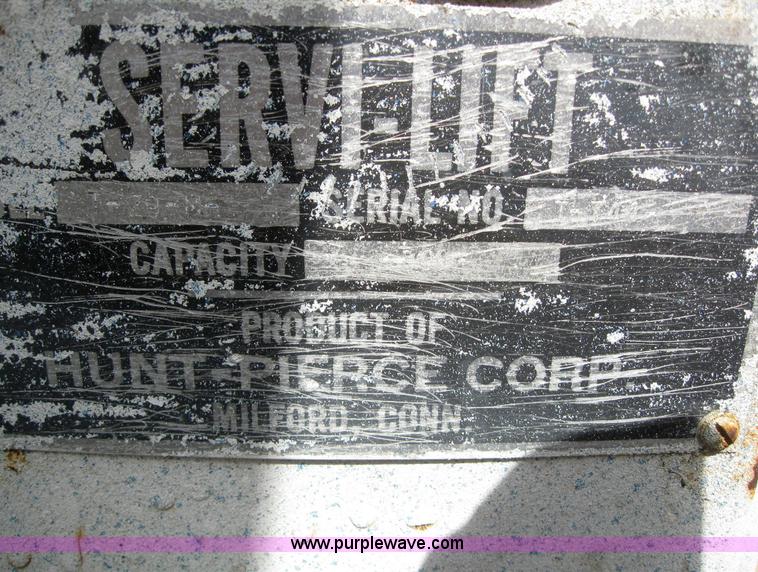 SERVI-LIFT
SERIAL NO
CAPACITY
PRODUCT OF
HUNT-PIERCE CORP.
MILFORD, CONN.
www.purplewave.com